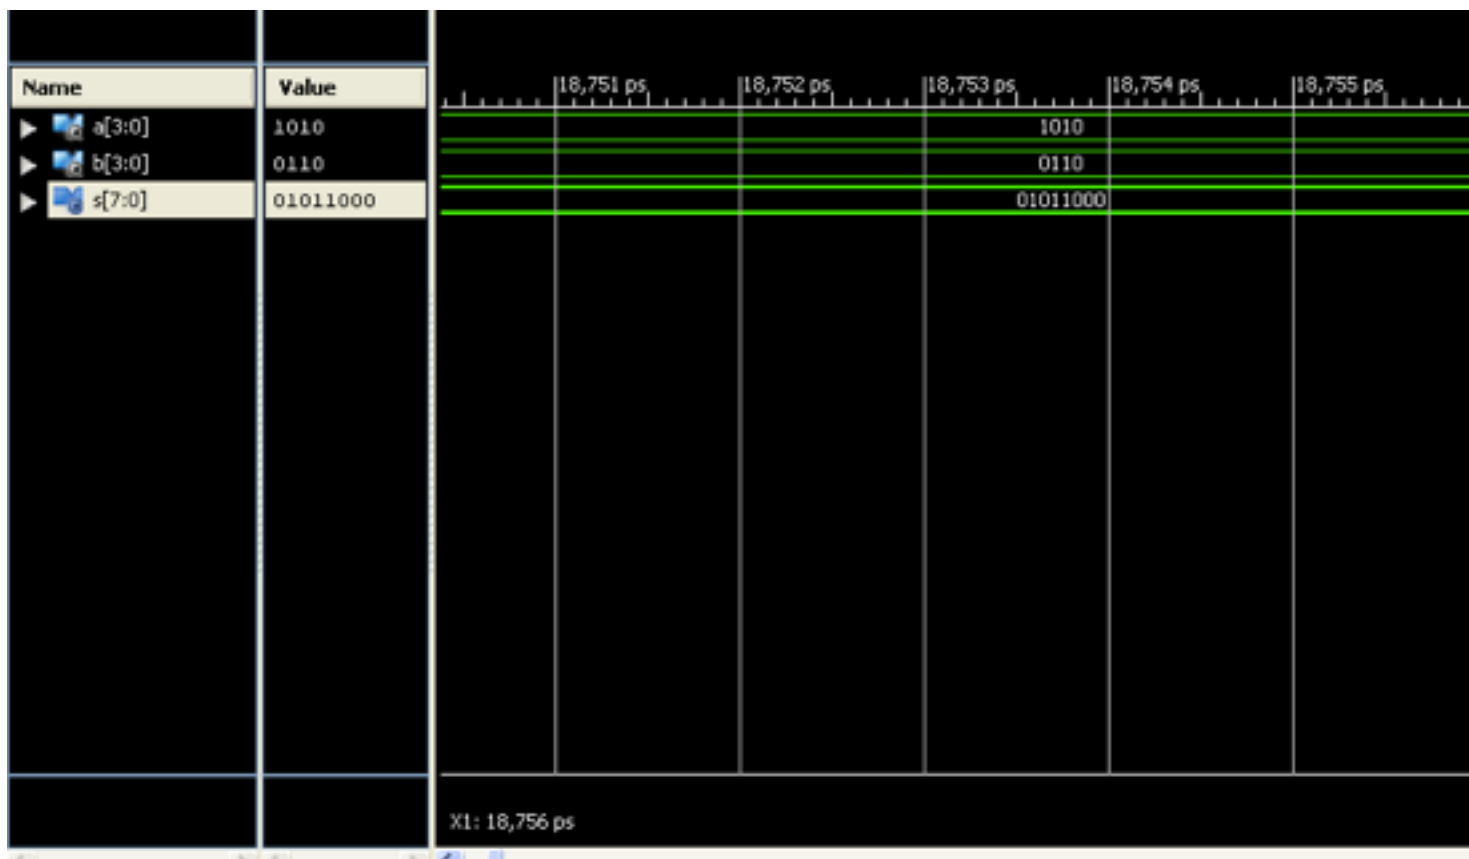 Name Value 18,751 ps 18,752 ps 18,753 ps 18,754 ps 18,755 ps
a[3:0] 1010 1010
b[3:0] 0110 0110
s[7:0] 01011000 01011000
X1: 18,756 ps